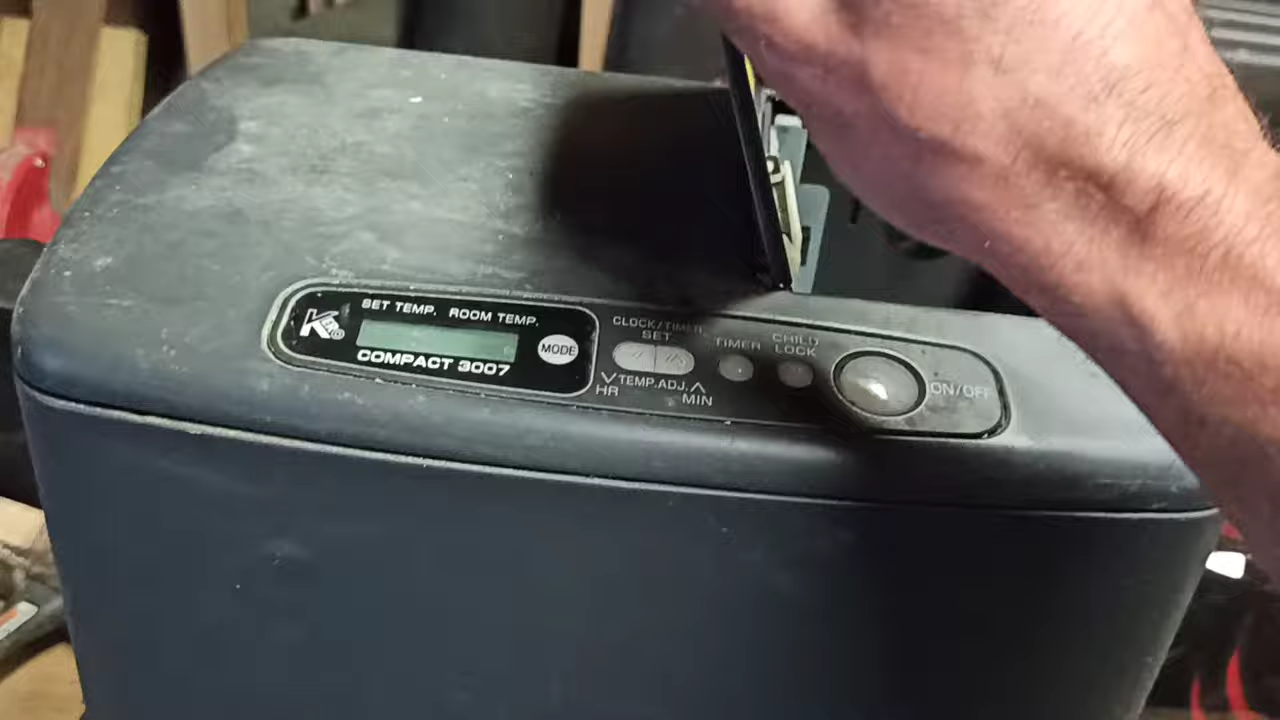 SET TEMP. ROOM TEMP.
KERO
COMPACT 3007
MODE
CLOCK/TIMER
SET
TEMP.ADJ.
HR
MIN
TIMER
CHILD
LOCK
ON/OFF